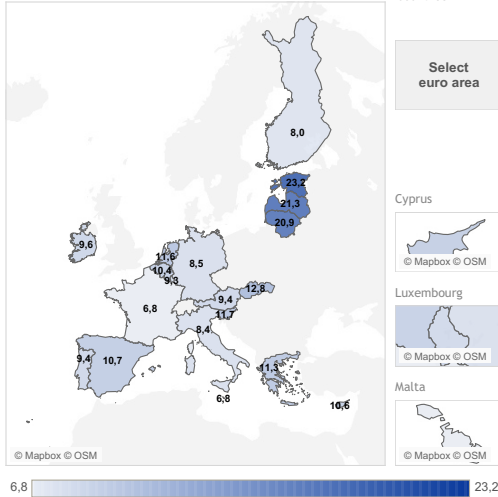 Select
euro area
8,0
23,2
21,3
20,9
9,6
11,6
10,4
9,3
8,5
12,8
9,4
11,7
6,8
8,4
9,4
10,7
11,3
6,8
10,6
Cyprus
© Mapbox © OSM
Luxembourg
© Mapbox © OSM
Malta
© Mapbox © OSM
© Mapbox © OSM
6,8
23,2